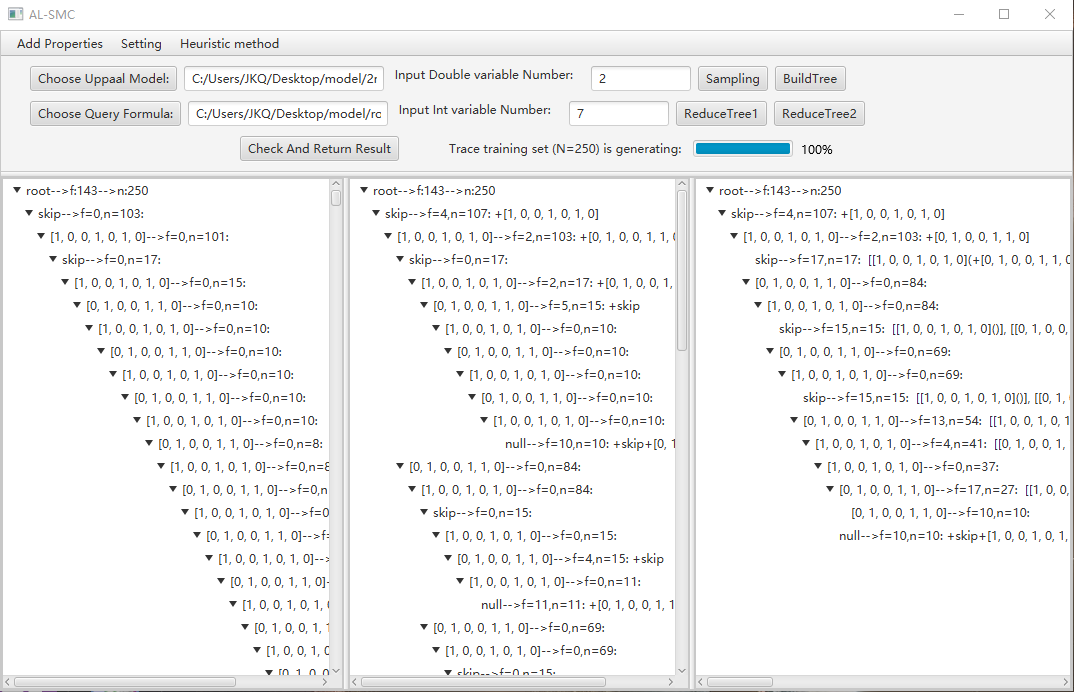 AL-SMC
Add Properties Setting Heuristic method
Choose Uppaal Model: C:/Users/JKQ/Desktop/model/2r Input Double variable Number: 2 Sampling BuildTree
Choose Query Formula: C:/Users/JKQ/Desktop/model/ro Input Int variable Number: 7 ReduceTree1 ReduceTree2
Check And Return Result Trace training set (N=250) is generating: 100%
root-->f:143-->n:250
skip-->f=0,n=103:
[1, 0, 0, 1, 0, 1, 0]-->f=0,n=101:
skip-->f=0,n=17:
[1, 0, 0, 1, 0, 1, 0]-->f=0,n=15:
[0, 1, 0, 0, 1, 1, 0]-->f=0,n=10:
[1, 0, 0, 1, 0, 1, 0]-->f=0,n=10:
[0, 1, 0, 0, 1, 1, 0]-->f=0,n=10:
[1, 0, 0, 1, 0, 1, 0]-->f=0,n=10:
[0, 1, 0, 0, 1, 1, 0]-->f=0,n=10:
[1, 0, 0, 1, 0, 1, 0]-->f=0,n=10:
[0, 1, 0, 0, 1, 1, 0]-->f=0,n=8:
[1, 0, 0, 1, 0, 1, 0]-->f=0,n=8
[0, 1, 0, 0, 1, 1, 0]-->f=0,n
[1, 0, 0, 1, 0, 1, 0]-->f=0
[0, 1, 0, 0, 1, 1, 0]-->f=
[1, 0, 0, 1, 0, 1, 0]-->
[0, 1, 0, 0, 1, 1, 0]-
[1, 0, 0, 1, 0, 1, 0
[0, 1, 0, 0, 1, 1
[1, 0, 0, 1, 0
[0, 1, 0, 0
root-->f:143-->n:250
skip-->f=4,n=107: +[1, 0, 0, 1, 0, 1, 0]
[1, 0, 0, 1, 0, 1, 0]-->f=2,n=103: +[0, 1, 0, 0, 1, 1, 0
skip-->f=0,n=17:
[1, 0, 0, 1, 0, 1, 0]-->f=2,n=17: +[1, 0, 0, 1,
[0, 1, 0, 0, 1, 1, 0]-->f=5,n=15: +skip
[1, 0, 0, 1, 0, 1, 0]-->f=0,n=10:
[0, 1, 0, 0, 1, 1, 0]-->f=0,n=10:
[1, 0, 0, 1, 0, 1, 0]-->f=0,n=10:
[0, 1, 0, 0, 1, 1, 0]-->f=0,n=10:
[1, 0, 0, 1, 0, 1, 0]-->f=0,n=10:
null-->f=10,n=10: +skip+[0, 1
[0, 1, 0, 0, 1, 1, 0]-->f=0,n=84:
[1, 0, 0, 1, 0, 1, 0]-->f=0,n=84:
skip-->f=0,n=15:
[1, 0, 0, 1, 0, 1, 0]-->f=0,n=15:
[0, 1, 0, 0, 1, 1, 0]-->f=4,n=15: +skip
[1, 0, 0, 1, 0, 1, 0]-->f=0,n=11:
null-->f=11,n=11: +[0, 1, 0, 0, 1, 1
[0, 1, 0, 0, 1, 1, 0]-->f=0,n=69:
[1, 0, 0, 1, 0, 1, 0]-->f=0,n=69:
skip-->f=0,n=15:
root-->f:143-->n:250
skip-->f=4,n=107: +[1, 0, 0, 1, 0, 1, 0]
[1, 0, 0, 1, 0, 1, 0]-->f=2,n=103: +[0, 1, 0, 0, 1, 1, 0]
skip-->f=17,n=17: [[1, 0, 0, 1, 0, 1, 0](+[0, 1, 0, 0, 1, 1, 0
[0, 1, 0, 0, 1, 1, 0]-->f=0,n=84:
[1, 0, 0, 1, 0, 1, 0]-->f=0,n=84:
skip-->f=15,n=15: [[1, 0, 0, 1, 0, 1, 0]()], [[0, 1, 0, 0,
[0, 1, 0, 0, 1, 1, 0]-->f=0,n=69:
[1, 0, 0, 1, 0, 1, 0]-->f=0,n=69:
skip-->f=15,n=15: [[1, 0, 0, 1, 0, 1, 0]()], [[0, 1,
[0, 1, 0, 0, 1, 1, 0]-->f=13,n=54: [[1, 0, 0, 1, 0, 1
[1, 0, 0, 1, 0, 1, 0]-->f=4,n=41: [[0, 1, 0, 0, 1,
[1, 0, 0, 1, 0, 1, 0]-->f=0,n=37:
[0, 1, 0, 0, 1, 1, 0]-->f=17,n=27: [[1, 0, 0,
[0, 1, 0, 0, 1, 1, 0]-->f=10,n=10:
null-->f=10,n=10: +skip+[1, 0, 0, 1, 0, 1,